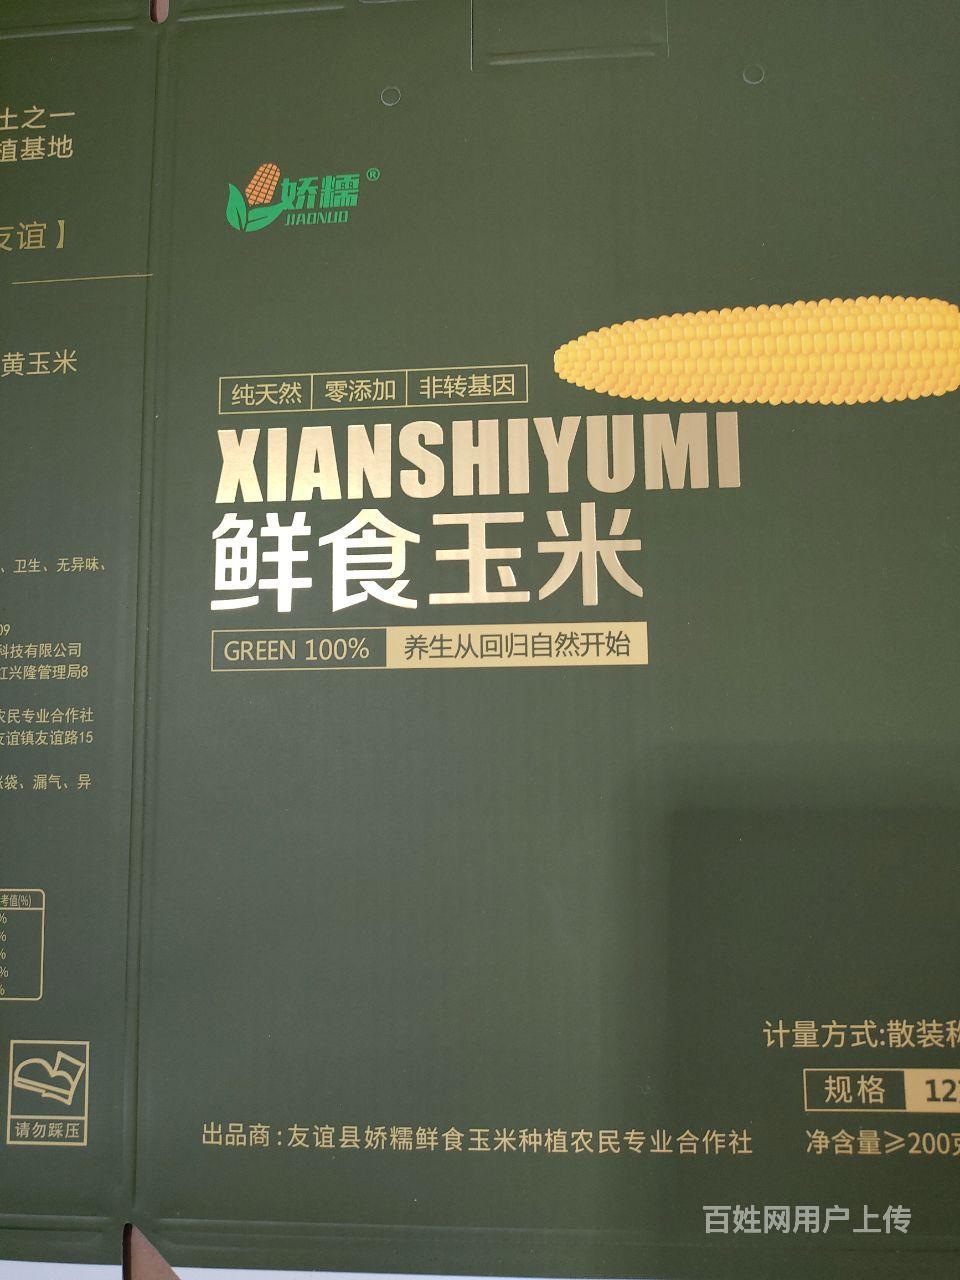 士之一
植基地
友谊】
黄玉米
、卫生、无异味、
09
科技有限公司
红兴隆管理局8
农民专业合作社
友谊镇友谊路15
胀袋、漏气、异
考值(%)
%
%
%
%
%
请勿踩压
娇糯®
JIAONUO
纯天然 零添加 非转基因
XIANSHIYUMI
鲜食玉米
GREEN 100% 养生从回归自然开始
计量方式:散装称
规格 12
净含量≥200克
出品商:友谊县娇糯鲜食玉米种植农民专业合作社
百姓网用户上传